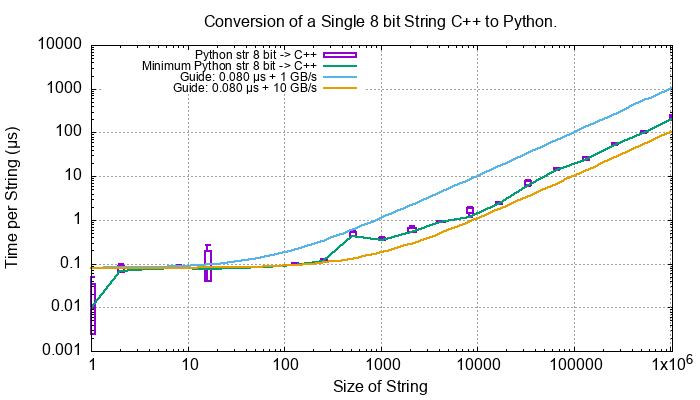 Conversion of a Single 8 bit String C++ to Python.
10000
1000
100
10
1
0.1
0.01
0.001
Time per String (µs)
Python str 8 bit -> C++
Minimum Python str 8 bit -> C++
Guide: 0.080 µs + 1 GB/s
Guide: 0.080 µs + 10 GB/s
1 10 100 1000 10000 100000 1x10⁶
Size of String